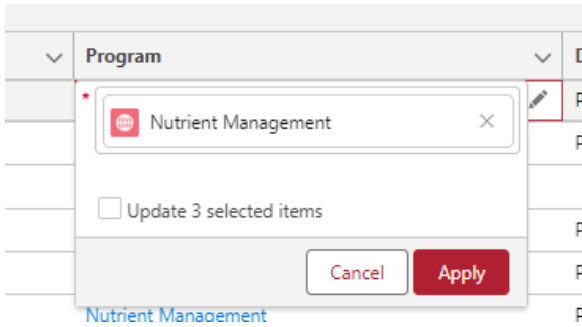 Program
D
* Nutrient Management
P
P
Update 3 selected items
P
Cancel Apply
P
Nutrient Management
P